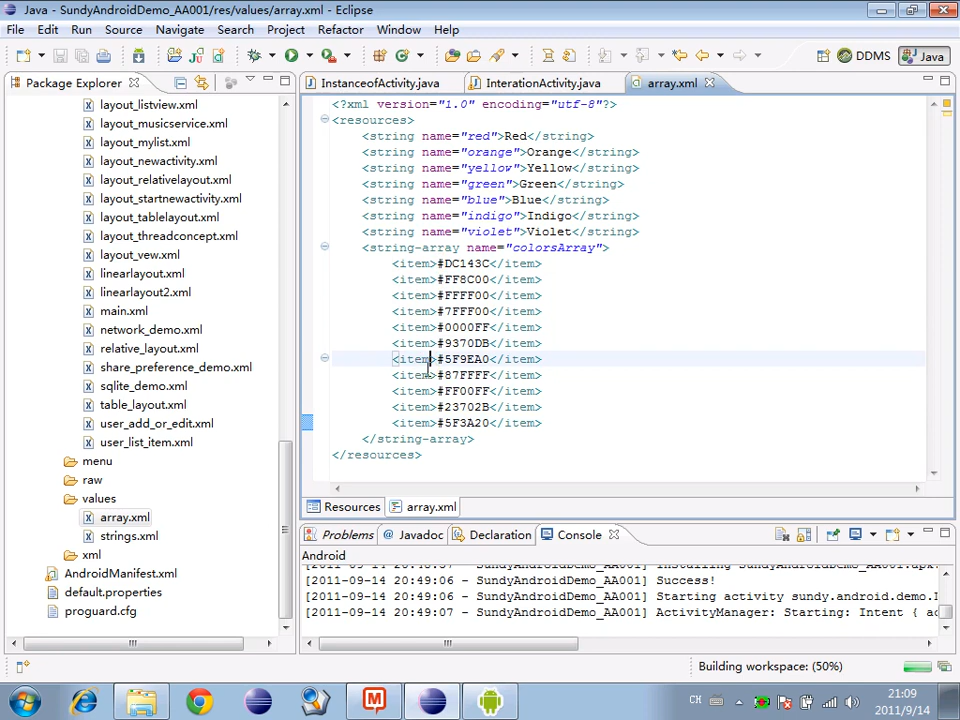 Java - SundyAndroidDemo_AA001/res/values/array.xml - Eclipse
File Edit Run Source Navigate Search Project Refactor Window Help
DDMS Java
Package Explorer
InstanceofActivity.java InterationActivity.java array.xml
layout_listview.xml
layout_musicservice.xml
layout_mylist.xml
layout_newactivity.xml
layout_relativelayout.xml
layout_startnewactivity.xml
layout_tablelayout.xml
layout_threadconcept.xml
layout_vew.xml
linearlayout.xml
linearlayout2.xml
main.xml
network_demo.xml
relative_layout.xml
share_preference_demo.xml
sqlite_demo.xml
table_layout.xml
user_add_or_edit.xml
user_list_item.xml
menu
raw
values
array.xml
strings.xml
xml
AndroidManifest.xml
default.properties
proguard.cfg
<?xml version="1.0" encoding="utf-8"?>
<resources>
<string name="red">Red</string>
<string name="orange">Orange</string>
<string name="yellow">Yellow</string>
<string name="green">Green</string>
<string name="blue">Blue</string>
<string name="indigo">Indigo</string>
<string name="violet">Violet</string>
<string-array name="colorsArray">
<item>#DC143C</item>
<item>#FF8C00</item>
<item>#FFFF00</item>
<item>#7FFF00</item>
<item>#0000FF</item>
<item>#9370DB</item>
<item>#5F9EA0</item>
<item>#87FFFF</item>
<item>#FF00FF</item>
<item>#23702B</item>
<item>#5F3A20</item>
</string-array>
</resources>
Resources array.xml
Problems Javadoc Declaration Console
Android
[2011-09-14 20:49:06 - SundyAndroidDemo_AA001] Success!
[2011-09-14 20:49:06 - SundyAndroidDemo_AA001] Starting activity sundy.android.demo.
[2011-09-14 20:49:07 - SundyAndroidDemo_AA001] ActivityManager: Starting: Intent { ac
Building workspace: (50%)
CH
21:09
2011/9/14